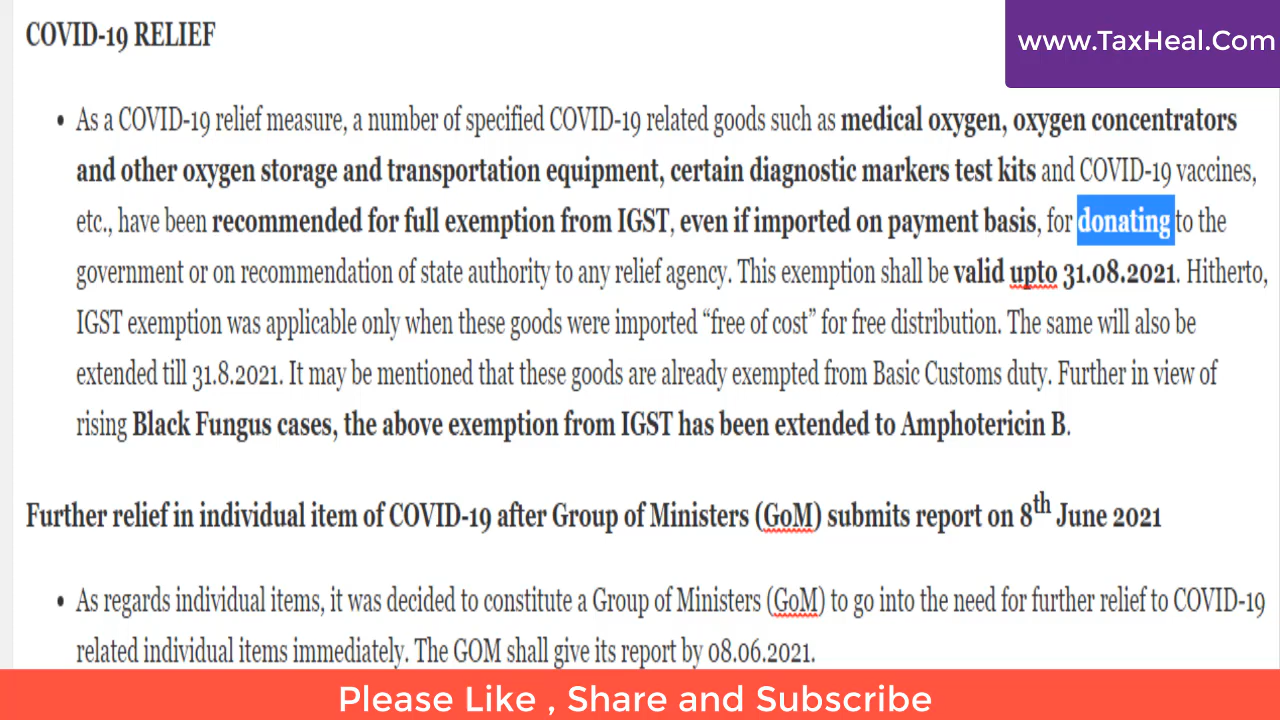 COVID-19 RELIEF
www.TaxHeal.Com
• As a COVID-19 relief measure, a number of specified COVID-19 related goods such as medical oxygen, oxygen concentrators
and other oxygen storage and transportation equipment, certain diagnostic markers test kits and COVID-19 vaccines,
etc., have been recommended for full exemption from IGST, even if imported on payment basis, for donating to the
government or on recommendation of state authority to any relief agency. This exemption shall be valid upto 31.08.2021. Hitherto,
IGST exemption was applicable only when these goods were imported “free of cost” for free distribution. The same will also be
extended till 31.8.2021. It may be mentioned that these goods are already exempted from Basic Customs duty. Further in view of
rising Black Fungus cases, the above exemption from IGST has been extended to Amphotericin B.
Further relief in individual item of COVID-19 after Group of Ministers (GoM) submits report on 8th June 2021
• As regards individual items, it was decided to constitute a Group of Ministers (GoM) to go into the need for further relief to COVID-19
related individual items immediately. The GOM shall give its report by 08.06.2021.
Please Like , Share and Subscribe